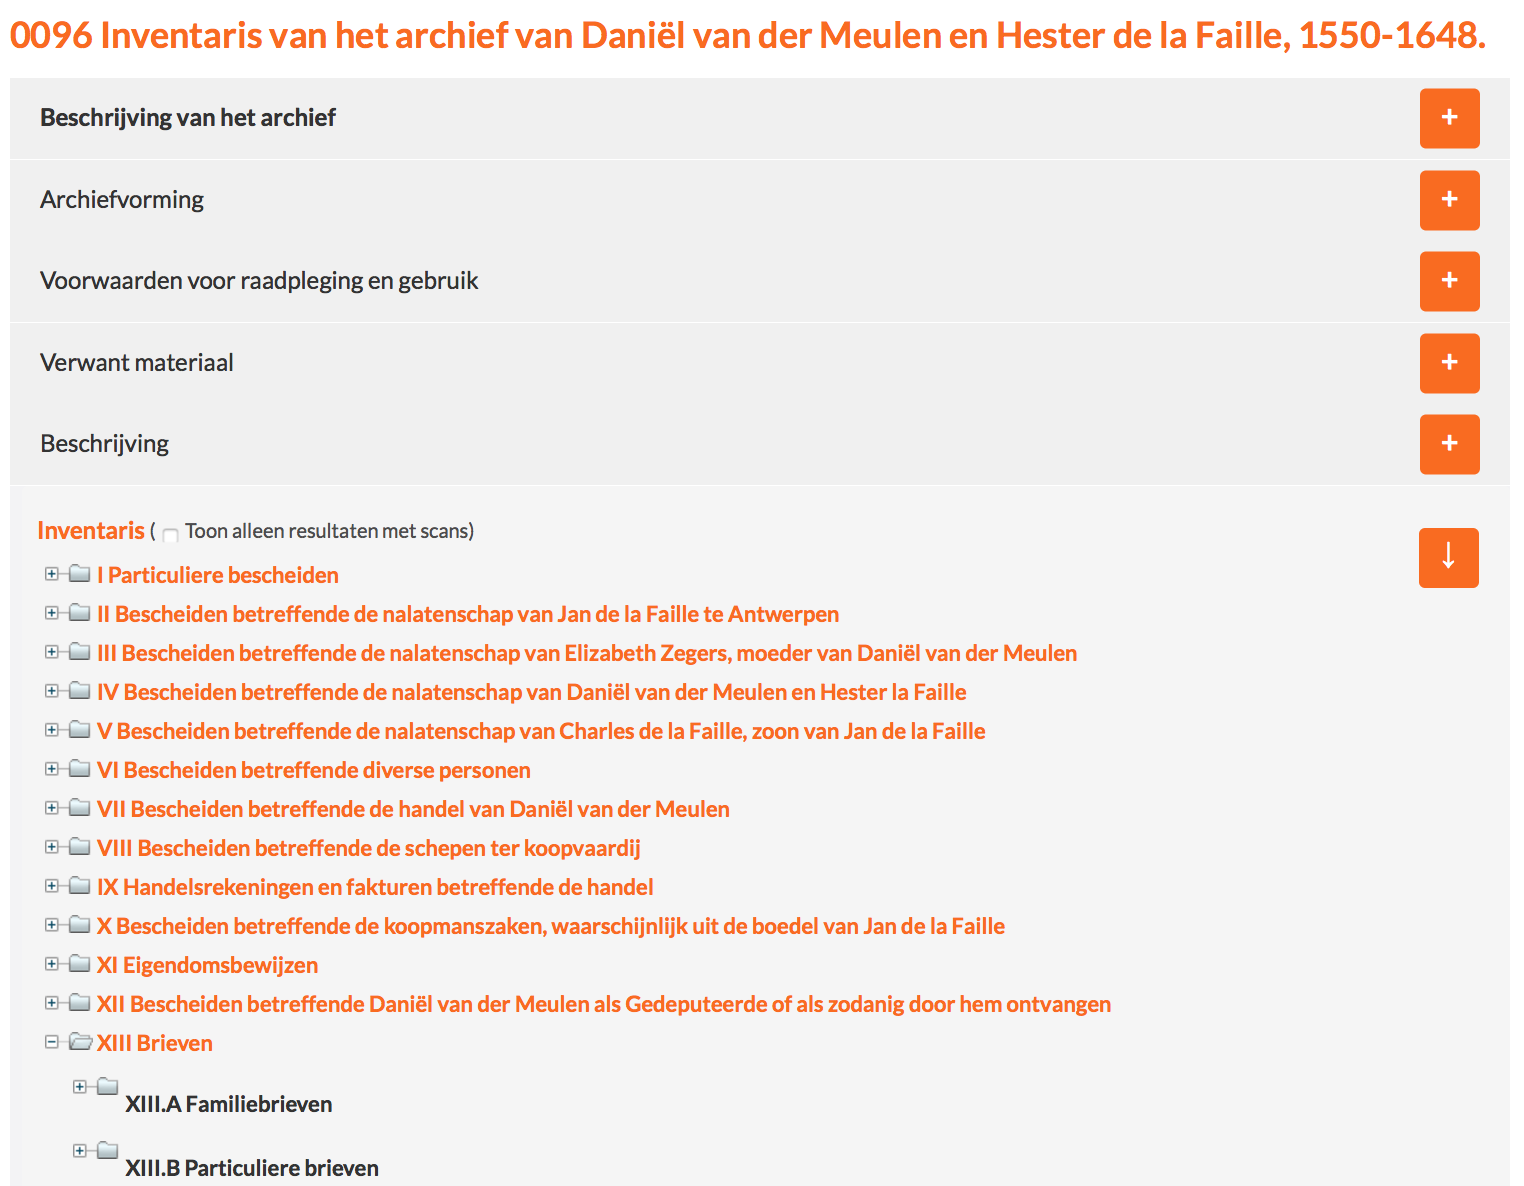 0096 Inventaris van het archief van Daniël van der Meulen en Hester de la Faille, 1550-1648.
Beschrijving van het archief +
Archiefvorming +
Voorwaarden voor raadpleging en gebruik +
Verwant materiaal +
Beschrijving +
Inventaris ( Toon alleen resultaten met scans) ↓
I Particuliere bescheiden
II Bescheiden betreffende de nalatenschap van Jan de la Faille te Antwerpen
III Bescheiden betreffende de nalatenschap van Elizabeth Zegers, moeder van Daniël van der Meulen
IV Bescheiden betreffende de nalatenschap van Daniël van der Meulen en Hester la Faille
V Bescheiden betreffende de nalatenschap van Charles de la Faille, zoon van Jan de la Faille
VI Bescheiden betreffende diverse personen
VII Bescheiden betreffende de handel van Daniël van der Meulen
VIII Bescheiden betreffende de schepen ter koopvaardij
IX Handelsrekeningen en fakturen betreffende de handel
X Bescheiden betreffende de koopmanszaken, waarschijnlijk uit de boedel van Jan de la Faille
XI Eigendomsbewijzen
XII Bescheiden betreffende Daniël van der Meulen als Gedeputeerde of als zodanig door hem ontvangen
XIII Brieven
XIII.A Familiebrieven
XIII.B Particuliere brieven